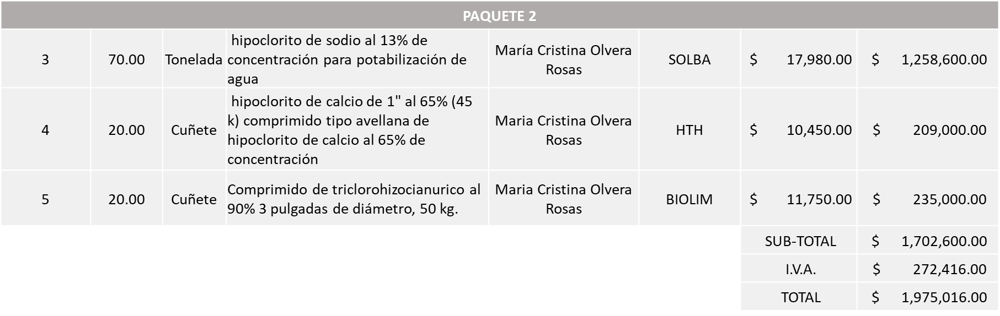 PAQUETE 2
3 70.00 Tonelada hipoclorito de sodio al 13% de concentración para potabilización de agua María Cristina Olvera Rosas SOLBA $ 17,980.00 $ 1,258,600.00
4 20.00 Cuñete hipoclorito de calcio de 1" al 65% (45 k) comprimido tipo avellana de hipoclorito de calcio al 65% de concentración Maria Cristina Olvera Rosas HTH $ 10,450.00 $ 209,000.00
5 20.00 Cuñete Comprimido de triclorohizocianurico al 90% 3 pulgadas de diámetro, 50 kg. Maria Cristina Olvera Rosas BIOLIM $ 11,750.00 $ 235,000.00
SUB-TOTAL $ 1,702,600.00
I.V.A. $ 272,416.00
TOTAL $ 1,975,016.00